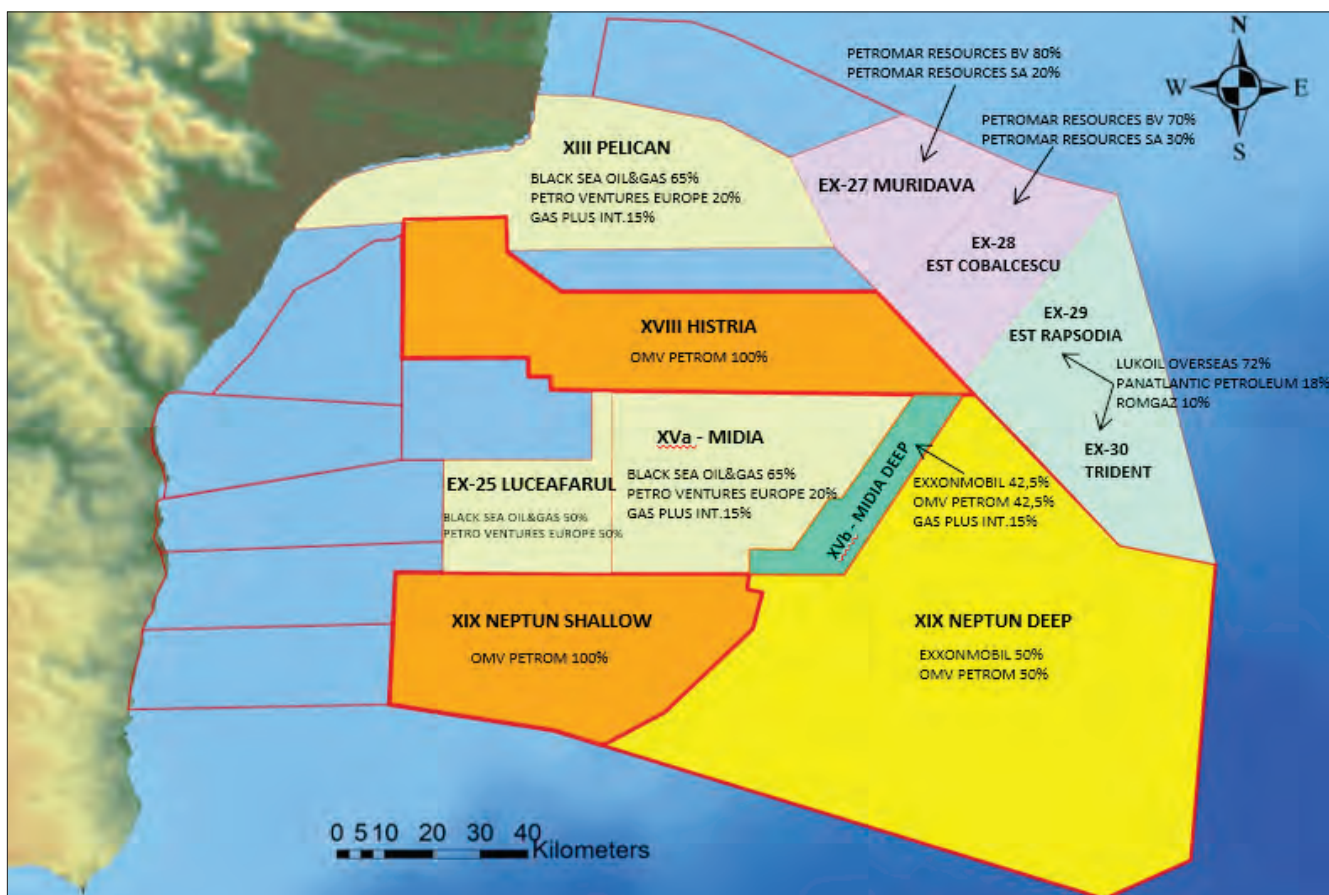 N
W
E
S
PETROMAR RESOURCES BV 80%
PETROMAR RESOURCES SA 20%
PETROMAR RESOURCES BV 70%
PETROMAR RESOURCES SA 30%
XIII PELICAN
BLACK SEA OIL&GAS 65%
PETRO VENTURES EUROPE 20%
GAS PLUS INT.15%
EX-27 MURIDAVA
EX-28
EST COBALCESCU
XVIII HISTRIA
OMV PETROM 100%
EX-29
EST RAPSODIA
LUKOIL OVERSEAS 72%
PANATLANTIC PETROLEUM 18%
ROMGAZ 10%
EX-30
TRIDENT
XVa - MIDIA
BLACK SEA OIL&GAS 65%
PETRO VENTURES EUROPE 20%
GAS PLUS INT.15%
EX-25 LUCEAFARUL
BLACK SEA OIL&GAS 50%
PETRO VENTURES EUROPE 50%
XVb - MIDIA DEEP
EXXONMOBIL 42,5%
OMV PETROM 42,5%
GAS PLUS INT.15%
XIX NEPTUN SHALLOW
OMV PETROM 100%
XIX NEPTUN DEEP
EXXONMOBIL 50%
OMV PETROM 50%
0 5 10 20 30 40
Kilometers